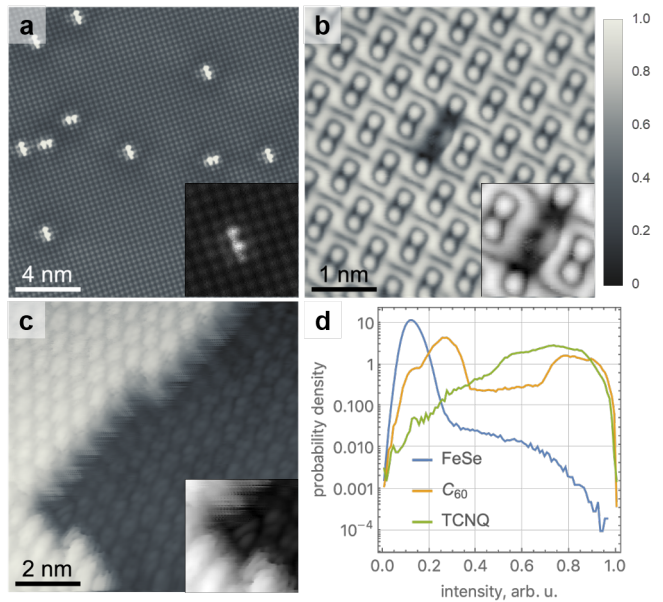 a
4 nm
b
1 nm
1.0
0.8
0.6
0.4
0.2
0
c
2 nm
d
probability density
10
1
0.100
0.010
0.001
10⁻⁴
FeSe
C₆₀
TCNQ
0.0 0.2 0.4 0.6 0.8 1.0
intensity, arb. u.